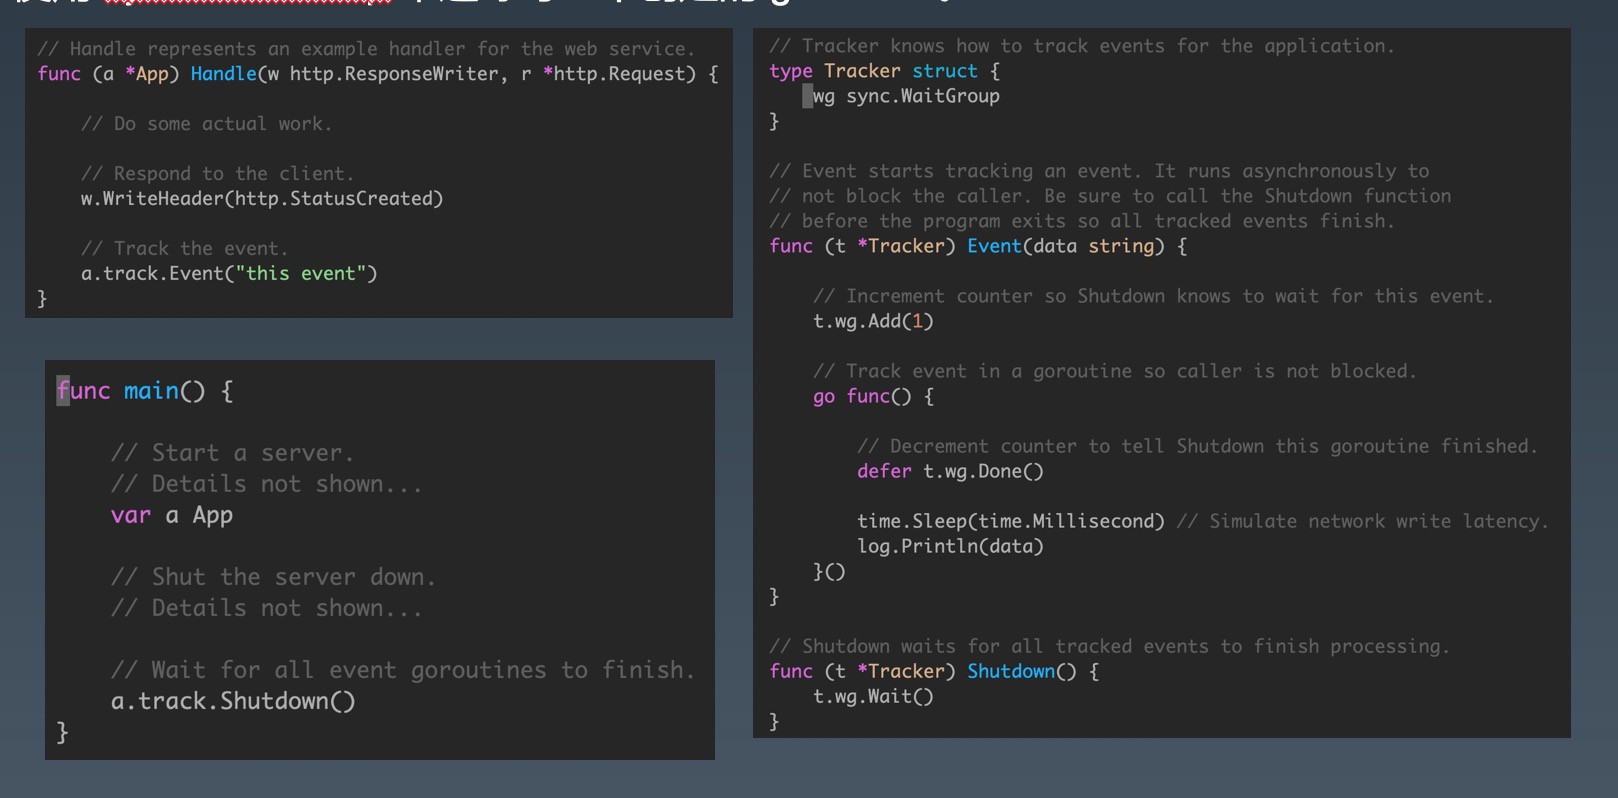 // Handle represents an example handler for the web service.
func (a *App) Handle(w http.ResponseWriter, r *http.Request) {
// Do some actual work.
// Respond to the client.
w.WriteHeader(http.StatusCreated)
// Track the event.
a.track.Event("this event")
}
func main() {
// Start a server.
// Details not shown...
var a App
// Shut the server down.
// Details not shown...
// Wait for all event goroutines to finish.
a.track.Shutdown()
}
// Tracker knows how to track events for the application.
type Tracker struct {
wg sync.WaitGroup
}
// Event starts tracking an event. It runs asynchronously to
// not block the caller. Be sure to call the Shutdown function
// before the program exits so all tracked events finish.
func (t *Tracker) Event(data string) {
// Increment counter so Shutdown knows to wait for this event.
t.wg.Add(1)
// Track event in a goroutine so caller is not blocked.
go func() {
// Decrement counter to tell Shutdown this goroutine finished.
defer t.wg.Done()
time.Sleep(time.Millisecond) // Simulate network write latency.
log.Println(data)
}()
}
// Shutdown waits for all tracked events to finish processing.
func (t *Tracker) Shutdown() {
t.wg.Wait()
}